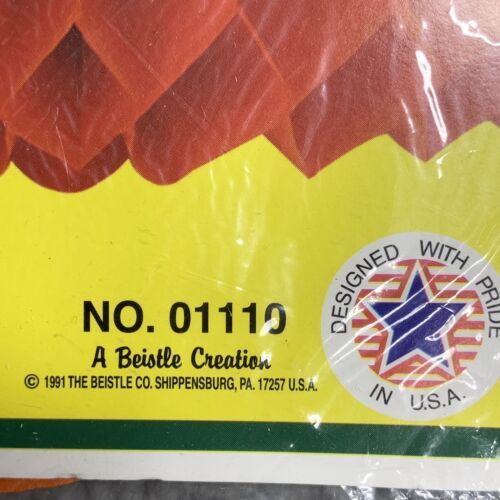 NO. 01110
A Beistle Creation
© 1991 THE BEISTLE CO. SHIPPENSBURG, PA. 17257 U.S.A.
DESIGNED WITH PRIDE
IN U.S.A.